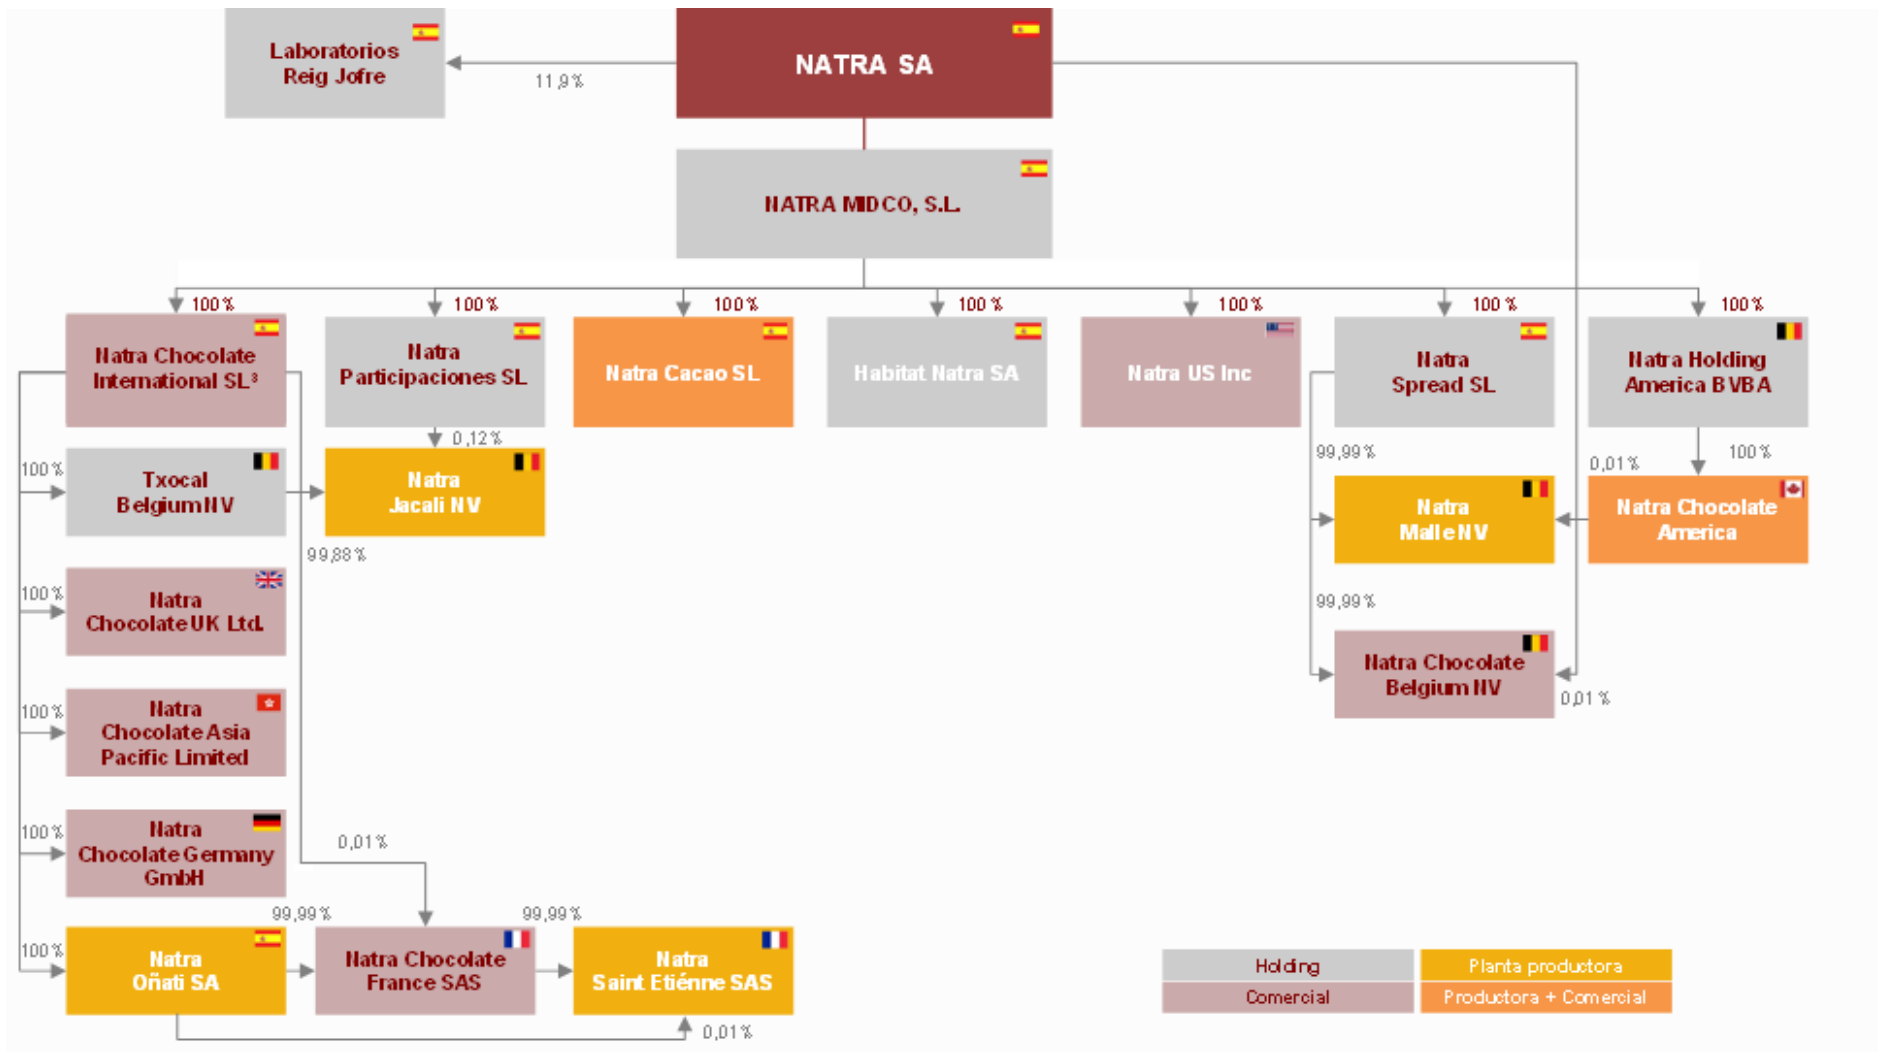 Laboratorios
Reig Jofre
11,9%
NATRA SA
NATRA MIDCO, S.L.
100%
100%
100%
100%
100%
100%
100%
Natra Chocolate
International SL³
Natra
Participaciones SL
Natra Cacao SL
Habitat Natra SA
Natra US Inc
Natra
Spread SL
Natra Holding
America BVBA
0,12%
100%
Txocal
Belgium NV
Natra
Jacali NV
99,88%
99,99%
0,01%
100%
Natra
Malle NV
Natra Chocolate
America
100%
Natra
Chocolate UK Ltd.
99,99%
Natra Chocolate
Belgium NV
0,01%
100%
Natra
Chocolate Asia
Pacific Limited
100%
Natra
Chocolate Germany
GmbH
0,01%
99,99%
99,99%
100%
Natra
Oñati SA
Natra Chocolate
France SAS
Natra
Saint Etiénne SAS
0,01%
Holding
Planta productora
Comercial
Productora + Comercial